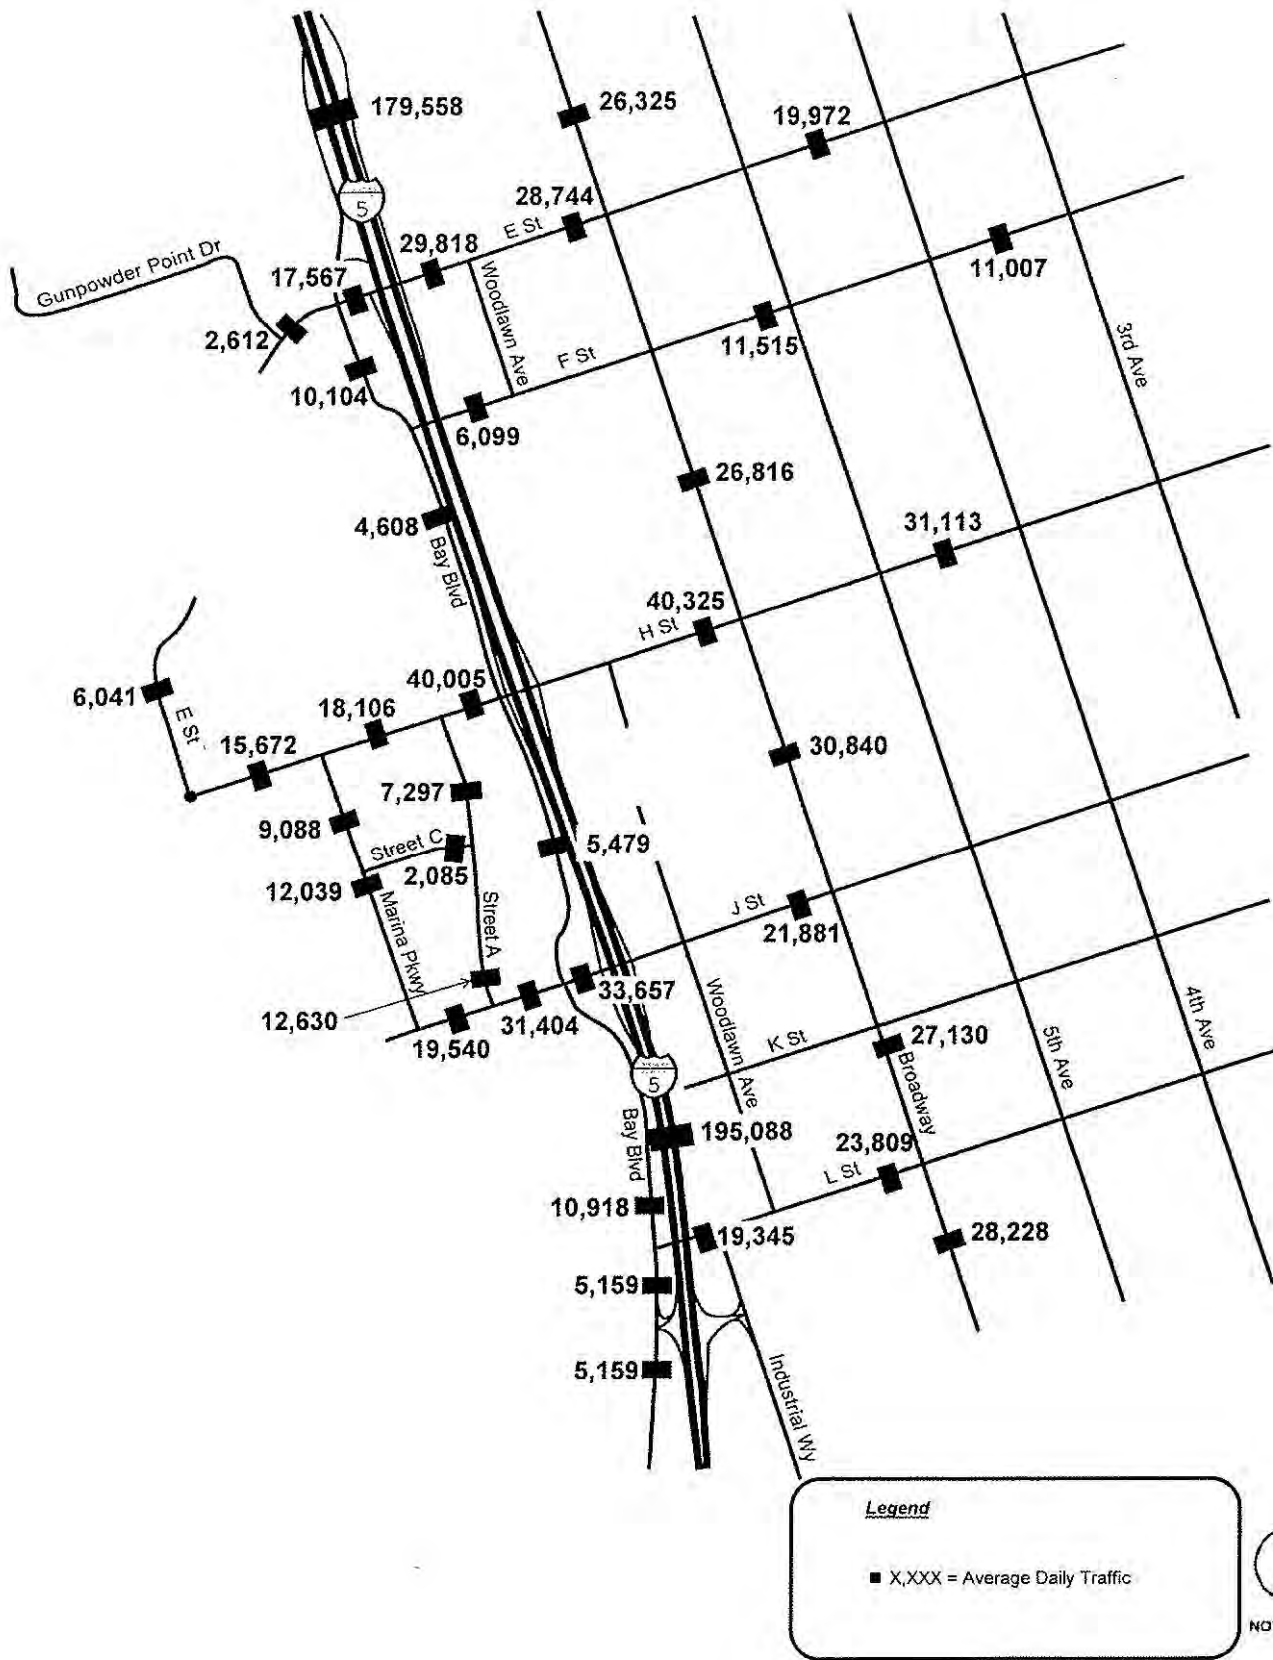 179,558
26,325
19,972
5
28,744
E St
29,818
Gunpowder Point Dr
17,567
Woodlawn Ave
11,007
2,612
11,515
3rd Ave
F St
10,104
6,099
26,816
4,608
31,113
Bay Blvd
40,325
H St
6,041
40,005
E St
18,106
15,672
30,840
7,297
9,088
Street C
5,479
2,085
12,039
Marina Pkwy
Street A
J St
21,881
12,630
33,657
31,404
19,540
Woodlawn Ave
4th Ave
K St
27,130
5th Ave
5
Broadway
Bay Blvd
195,088
23,809
L St
10,918
19,345
28,228
5,159
5,159
Industrial Wy
Legend
X,XXX = Average Daily Traffic